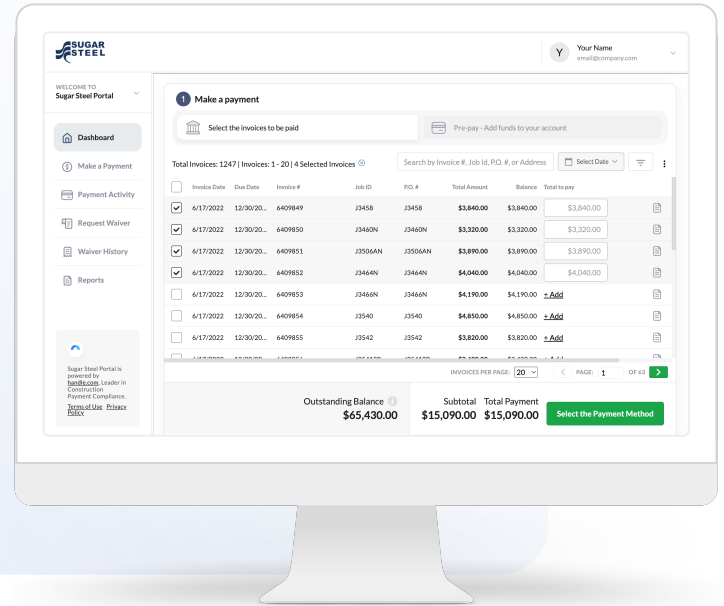 SUGAR
STEEL
Y
Your Name
email@company.com
WELCOME TO
Sugar Steel Portal
Dashboard
Make a Payment
Payment Activity
Request Waiver
Waiver History
Reports
Sugar Steel Portal is
powered by
handle.com, Leader in
Construction
Payment Compliance.
Terms of Use Privacy
Policy
1 Make a payment
Select the invoices to be paid
Pre-pay - Add funds to your account
Total Invoices: 1247 | Invoices: 1 - 20 | 4 Selected Invoices
Search by Invoice #, Job Id, P.O. #, or Address
Select Date
Invoice Date Due Date Invoice # Job ID P.O. # Total Amount Balance Total to pay
6/17/2022 12/30/20... 6409849 J3458 J3458 $3,840.00 $3,840.00 $3,840.00
6/17/2022 12/30/20... 6409850 J3460N J3460N $3,320.00 $3,320.00 $3,320.00
6/17/2022 12/30/20... 6409851 J3506AN J3506AN $3,890.00 $3,890.00 $3,890.00
6/17/2022 12/30/20... 6409852 J3464N J3464N $4,040.00 $4,040.00 $4,040.00
6/17/2022 12/30/20... 6409853 J3466N J3466N $4,190.00 $4,190.00 + Add
6/17/2022 12/30/20... 6409854 J3540 J3540 $4,850.00 $4,850.00 + Add
6/17/2022 12/30/20... 6409855 J3542 J3542 $3,820.00 $3,820.00 + Add
INVOICES PER PAGE: 20 PAGE: 1 OF 63
Outstanding Balance
$65,430.00
Subtotal Total Payment
$15,090.00 $15,090.00
Select the Payment Method